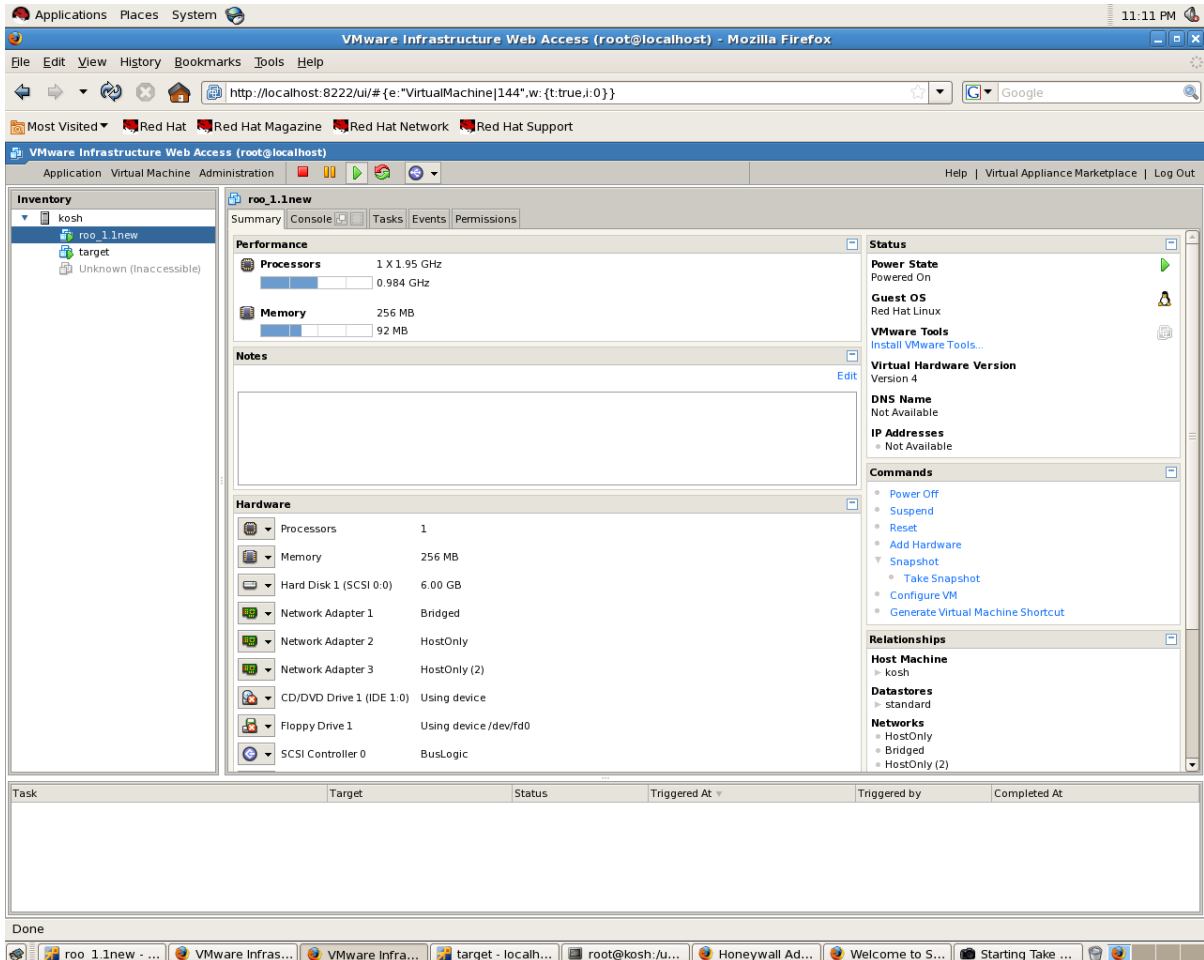 Applications Places System 11:11 PM
VMware Infrastructure Web Access (root@localhost) - Mozilla Firefox
File Edit View History Bookmarks Tools Help
http://localhost:8222/ui/#{e:"VirtualMachine|144",w:{t:true,i:0}} G Google
Most Visited Red Hat Red Hat Magazine Red Hat Network Red Hat Support
VMware Infrastructure Web Access (root@localhost)
Application Virtual Machine Administration Help | Virtual Appliance Marketplace | Log Out
Inventory
kosh
roo_1.1new
target
Unknown (Inaccessible)
roo_1.1new
Summary Console Tasks Events Permissions
Performance
Processors 1 X 1.95 GHz
0.984 GHz
Memory 256 MB
92 MB
Notes
Edit
Hardware
Processors 1
Memory 256 MB
Hard Disk 1 (SCSI 0:0) 6.00 GB
Network Adapter 1 Bridged
Network Adapter 2 HostOnly
Network Adapter 3 HostOnly (2)
CD/DVD Drive 1 (IDE 1:0) Using device
Floppy Drive 1 Using device /dev/fd0
SCSI Controller 0 BusLogic
Status
Power State
Powered On
Guest OS
Red Hat Linux
VMware Tools
Install VMware Tools...
Virtual Hardware Version
Version 4
DNS Name
Not Available
IP Addresses
Not Available
Commands
Power Off
Suspend
Reset
Add Hardware
Snapshot
Take Snapshot
Configure VM
Generate Virtual Machine Shortcut
Relationships
Host Machine
kosh
Datastores
standard
Networks
HostOnly
Bridged
HostOnly (2)
Task Target Status Triggered At Triggered by Completed At
Done
roo_1.1new - ... VMware Infras... VMware Infra... target - localh... root@kosh:/u... Honeywall Ad... Welcome to S... Starting Take ...